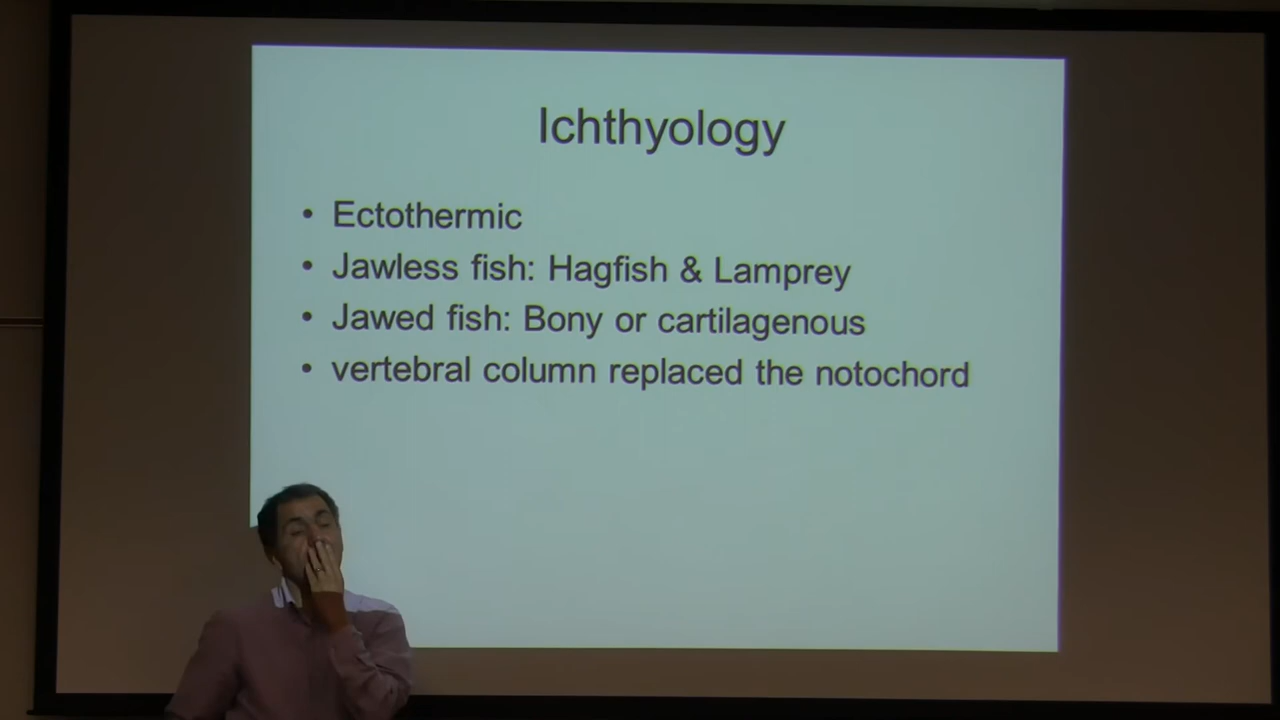 Ichthyology
• Ectothermic
• Jawless fish: Hagfish & Lamprey
• Jawed fish: Bony or cartilagenous
• vertebral column replaced the notochord